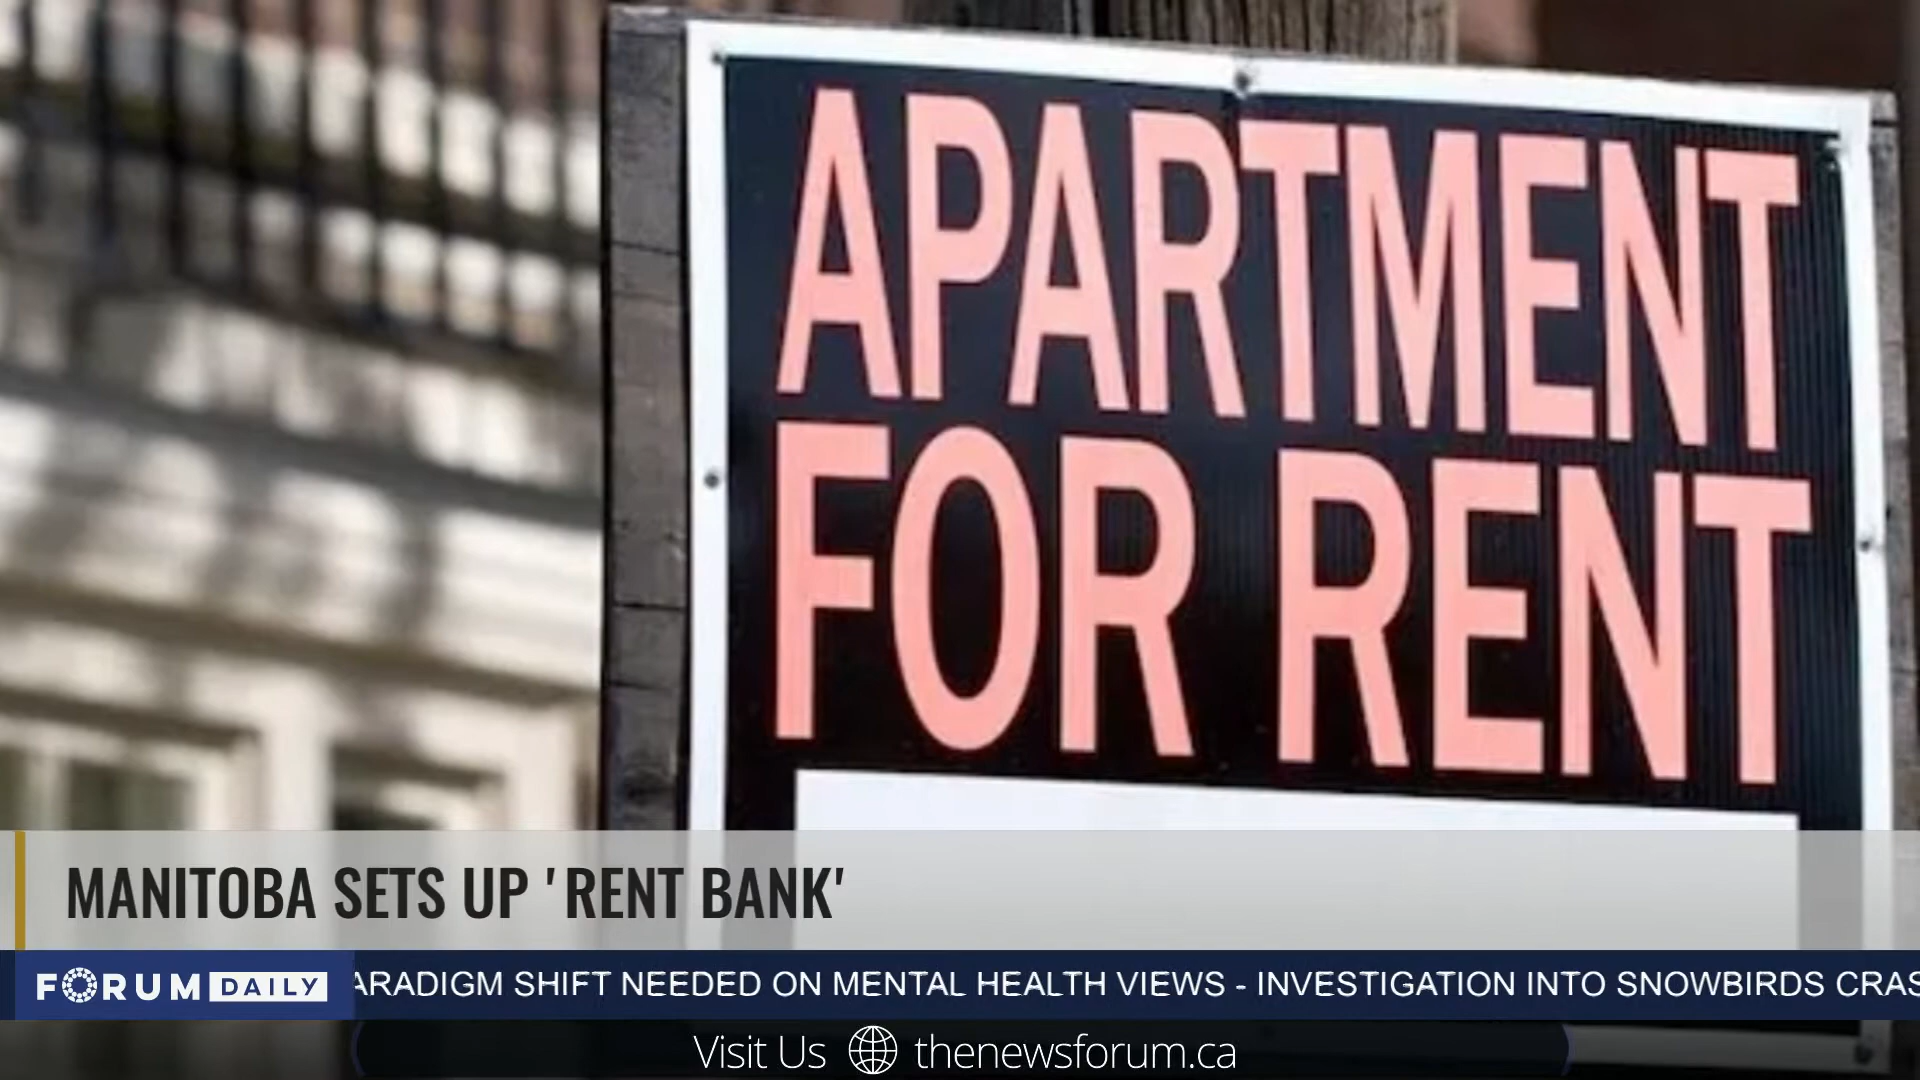 APARTMENT
FOR RENT
MANITOBA SETS UP 'RENT BANK'
FORUM DAILY
ARADIGM SHIFT NEEDED ON MENTAL HEALTH VIEWS - INVESTIGATION INTO SNOWBIRDS CRAS
Visit Us thenewsforum.ca